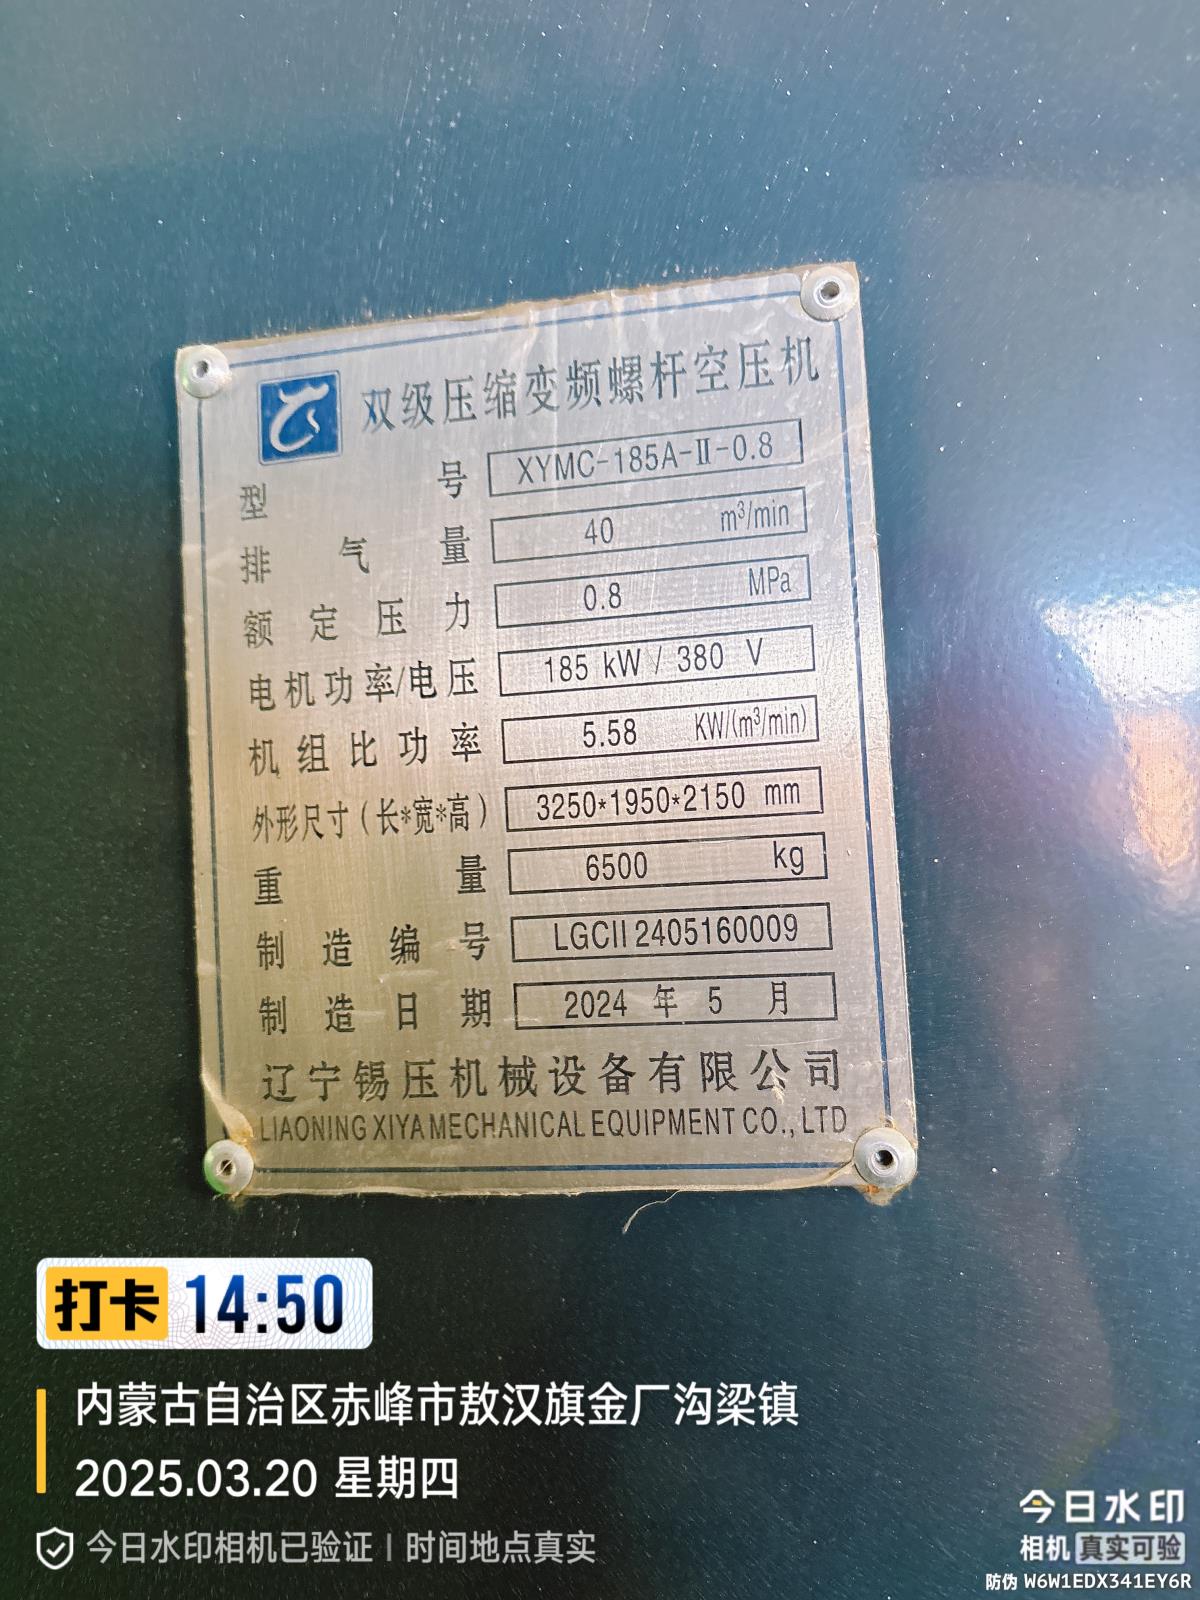 双级压缩变频螺杆空压机
型号 XYMC-185A-Ⅱ-0.8
排气量 40 m³/min
额定压力 0.8 MPa
电机功率/电压 185 kW / 380 V
机组比功率 5.58 KW/(m³/min)
外形尺寸(长*宽*高) 3250*1950*2150 mm
重量 6500 kg
制造编号 LGCII 2405160009
制造日期 2024 年 5 月
辽宁锡压机械设备有限公司
LIAONING XIYA MECHANICAL EQUIPMENT CO., LTD
打卡 14:50
内蒙古自治区赤峰市敖汉旗金厂沟梁镇
2025.03.20 星期四
今日水印相机已验证 | 时间地点真实
今日水印
相机 真实可验
防伪 W6W1EDX341EY6R